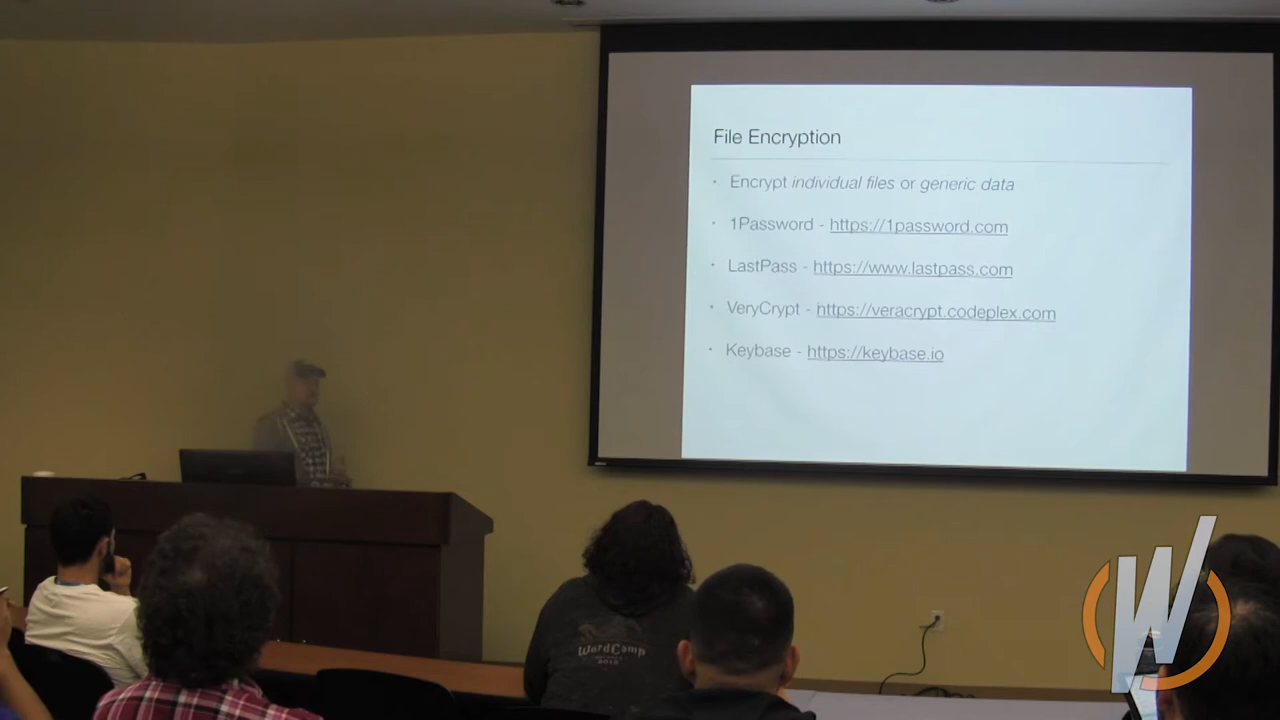 File Encryption
• Encrypt individual files or generic data
• 1Password - https://1password.com
• LastPass - https://www.lastpass.com
• VeryCrypt - https://veracrypt.codeplex.com
• Keybase - https://keybase.io
WordCamp
W